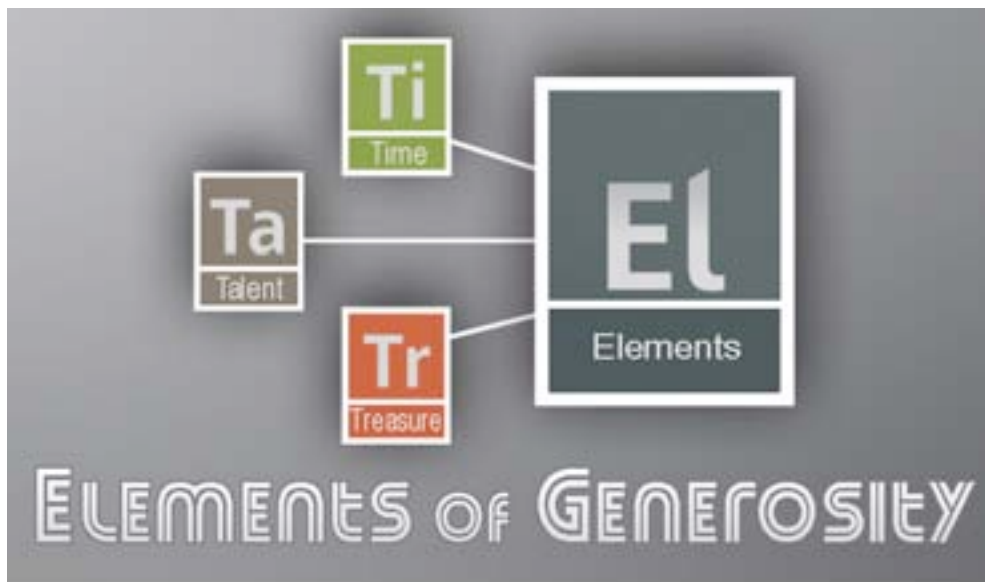 Ti
Time
Ta
Talent
Tr
Treasure
El
Elements
ELEMENTS OF GENEROSITY